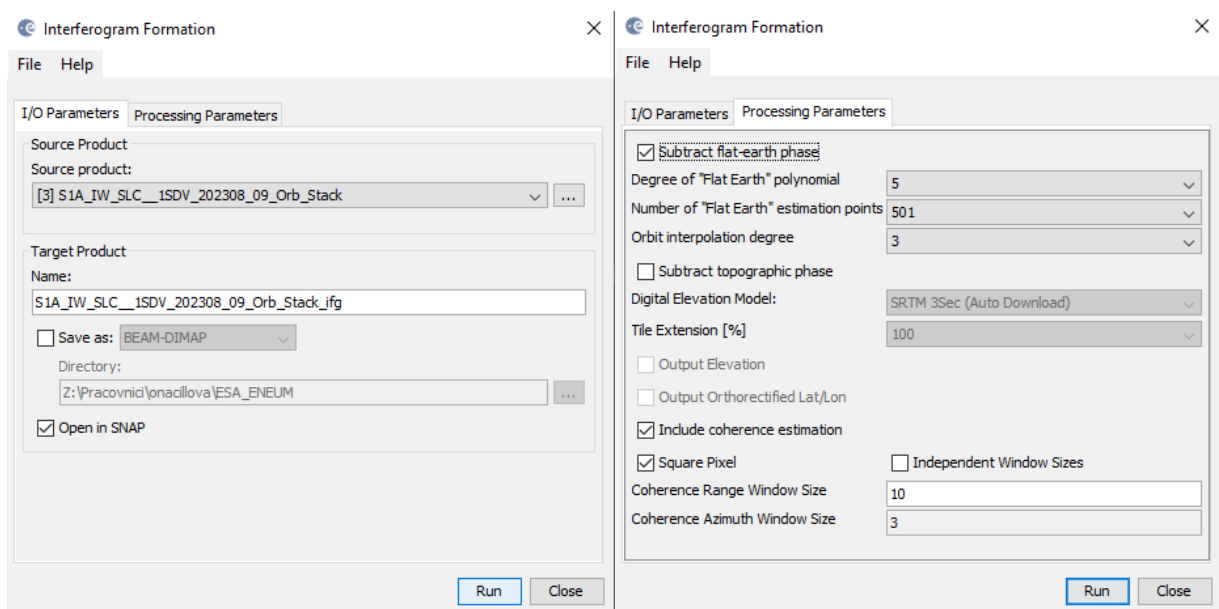 Interferogram Formation
File Help
I/O Parameters Processing Parameters
Source Product
Source product:
[3] S1A_IW_SLC__1SDV_202308_09_Orb_Stack
...
Target Product
Name:
S1A_IW_SLC__1SDV_202308_09_Orb_Stack_ifg
Save as: BEAM-DIMAP
Directory:
Z:\Pracovnici\onacillova\ESA_ENEUM
...
Open in SNAP
Run Close
Interferogram Formation
File Help
I/O Parameters Processing Parameters
Subtract flat-earth phase
Degree of "Flat Earth" polynomial 5
Number of "Flat Earth" estimation points 501
Orbit interpolation degree 3
Subtract topographic phase
Digital Elevation Model: SRTM 3Sec (Auto Download)
Tile Extension [%] 100
Output Elevation
Output Orthorectified Lat/Lon
Include coherence estimation
Square Pixel Independent Window Sizes
Coherence Range Window Size 10
Coherence Azimuth Window Size 3
Run Close